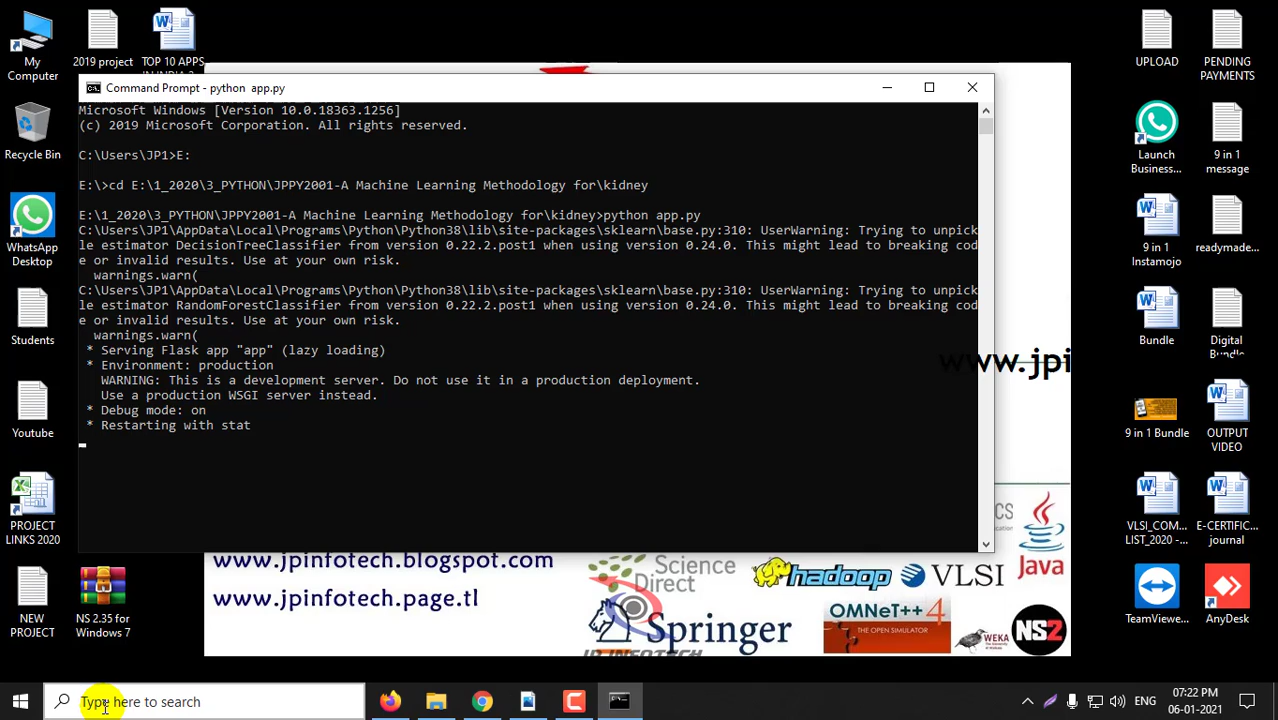 My Computer
2019 project
TOP 10 APPS
Recycle Bin
WhatsApp Desktop
Students
Youtube
PROJECT LINKS 2020
NEW PROJECT
NS 2.35 for Windows 7
Command Prompt - python  app.py
Microsoft Windows [Version 10.0.18363.1256]
(c) 2019 Microsoft Corporation. All rights reserved.
C:\Users\JP1>E:
E:\>cd E:\1_2020\3_PYTHON\JPPY2001-A Machine Learning Methodology for\kidney
E:\1_2020\3_PYTHON\JPPY2001-A Machine Learning Methodology for\kidney>python app.py
C:\Users\JP1\AppData\Local\Programs\Python\Python38\lib\site-packages\sklearn\base.py:310: UserWarning: Trying to unpick
le estimator DecisionTreeClassifier from version 0.22.2.post1 when using version 0.24.0. This might lead to breaking cod
e or invalid results. Use at your own risk.
warnings.warn(
C:\Users\JP1\AppData\Local\Programs\Python\Python38\lib\site-packages\sklearn\base.py:310: UserWarning: Trying to unpick
le estimator RandomForestClassifier from version 0.22.2.post1 when using version 0.24.0. This might lead to breaking cod
e or invalid results. Use at your own risk.
warnings.warn(
* Serving Flask app "app" (lazy loading)
* Environment: production
WARNING: This is a development server. Do not use it in a production deployment.
Use a production WSGI server instead.
* Debug mode: on
* Restarting with stat
www.jpi
www.jpinfotech.blogspot.com
www.jpinfotech.page.tl
Science Direct
hadoop
VLSI
Java
Springer
OMNet++ 4
THE OPEN SIMULATOR
WEKA
NS2
JP INFOTECH
UPLOAD
PENDING PAYMENTS
Launch Business...
9 in 1 message
9 in 1 Instamojo
readymade...
Bundle
Digital Bundle
9 in 1 Bundle
OUTPUT VIDEO
VLSI_COM... LIST_2020 -...
E-CERTIFIC... journal
TeamViewe...
AnyDesk
Type here to search
ENG
07:22 PM
06-01-2021